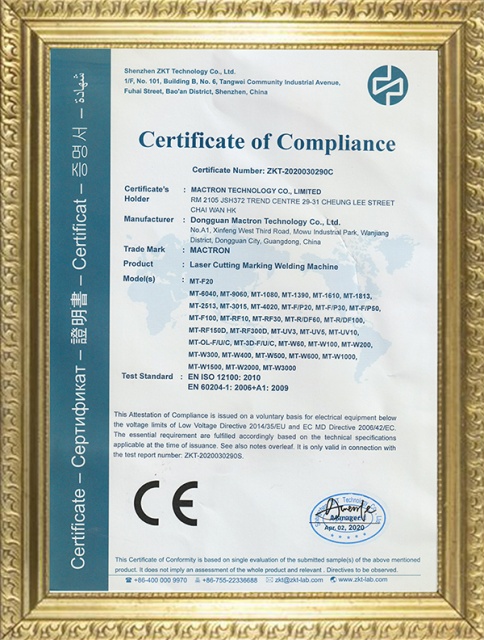 Certificate – Сертификат – 證明書 – Certificat – 증명서 – شهادة
Shenzhen ZKT Technology Co., Ltd.
1/F, No. 101, Building B, No. 6, Tangwei Community Industrial Avenue,
Fuhai Street, Bao'an District, Shenzhen, China
Certificate of Compliance
Certificate Number: ZKT-2020030290C
Certificate's Holder : MACTRON TECHNOLOGY CO., LIMITED
RM 2105 JSH372 TREND CENTRE 29-31 CHEUNG LEE STREET
CHAI WAN HK
Manufacturer : Dongguan Mactron Technology Co., Ltd.
No.A1, Xinfeng West Third Road, Mowu Industrial Park, Wanjiang
District, Dongguan City, Guangdong, China
Trade Mark : MACTRON
Product : Laser Cutting Marking Welding Machine
Model(s) : MT-F20
MT-6040, MT-9060, MT-1080, MT-1390, MT-1610, MT-1813,
MT-2513, MT-3015, MT-4020, MT-F/P20, MT-F/P30, MT-F/P60,
MT-F100, MT-RF10, MT-RF30, MT-R/DF60, MT-R/DF100,
MT-RF150D, MT-RF300D, MT-UV3, MT-UV5, MT-UV10,
MT-OL-F/U/C, MT-3D-F/U/C, MT-W60, MT-W100, MT-W200,
MT-W300, MT-W400, MT-W500, MT-W600, MT-W1000,
MT-W1500, MT-W2000, MT-W3000
Test Standard : EN ISO 12100: 2010
EN 60204-1: 2006+A1: 2009
This Attestation of Compliance is issued on a voluntary basis for electrical equipment below
the voltage limits of Low Voltage Directive 2014/35/EU and EC MD Directive 2006/42/EC.
The essential requirement are fulfilled accordingly based on the technical specifications
applicable at the time of issuance. See also notes overleaf. It is only valid in connection with
the test report number: ZKT-2020030290S.
CE
Manager
Apr, 02, 2020
This Certificate of Conformity is based on single evaluation of the submitted sample(s) of the above mentioned
product. It does not imply an assessment of the whole product and relevant . Directives to be observed.
+86-400 000 9970 +86-755-22336688 zkt@zkt-lab.com www.zkt-lab.com